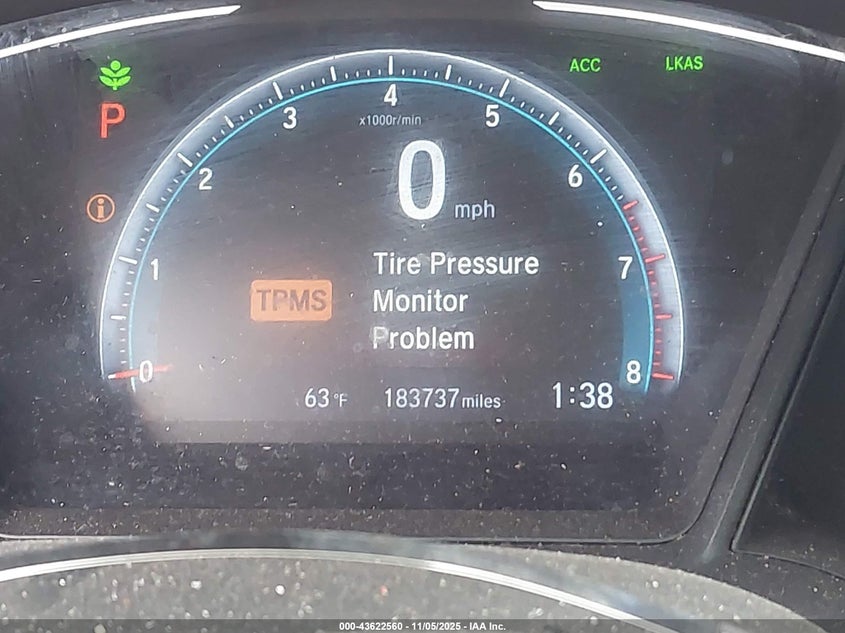 ACC LKAS
P
4
3 5
x1000r/min
2 6
0 mph
1 7
Tire Pressure
TPMS Monitor
Problem
0 8
63 °F 183737 miles 1:38
000-43622560 - 11/05/2025 - IAA Inc.